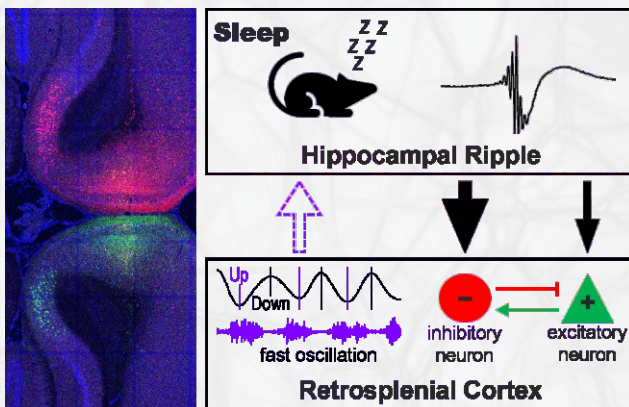 Sleep
z z
z z
z
Hippocampal Ripple
Up
Down
fast oscillation
-
+
inhibitory
neuron
excitatory
neuron
Retrosplenial Cortex